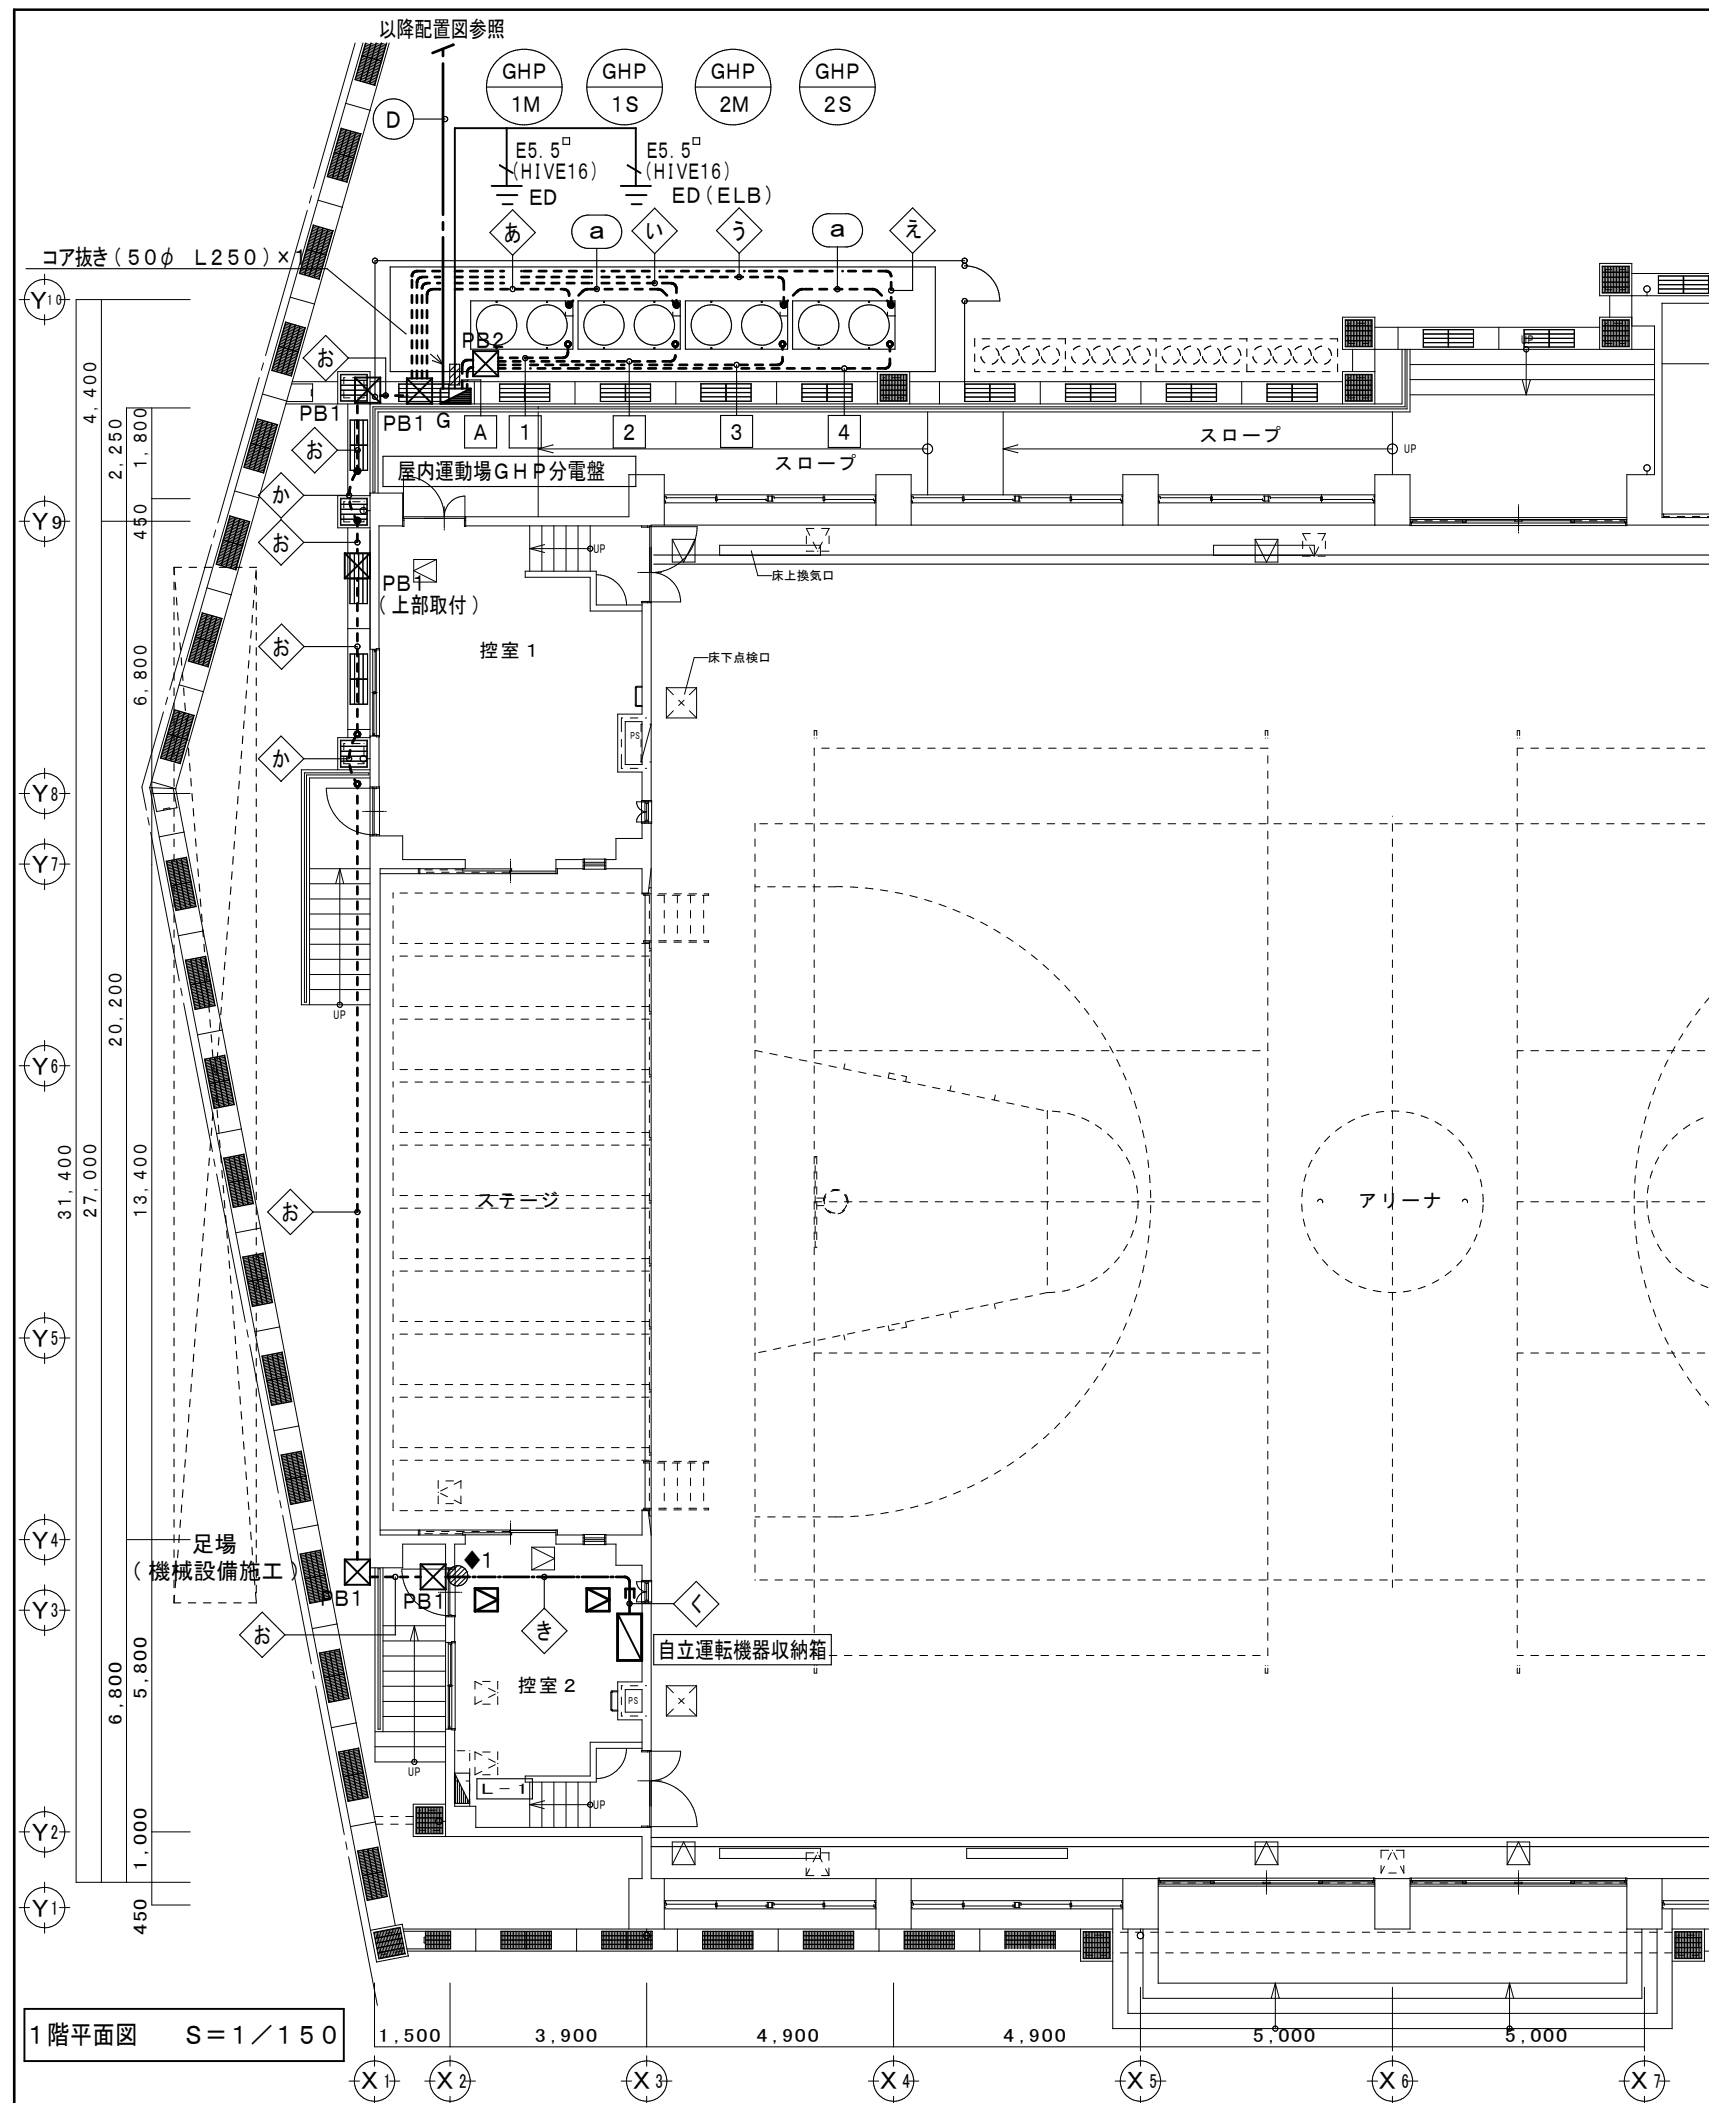 以降配置図参照
GHP
1M
GHP
1S
GHP
2M
GHP
2S
D
E5.5□
(HIVE16)
ED
E5.5□
(HIVE16)
ED(ELB)
あ
a
い
う
a
え
コア抜き(50φ L250)×1
Y10
お
PB2
PB1
PB1
G
A
1
2
3
4
屋内運動場GHP分電盤
スロープ
スロープ
UP
UP
4,400
2,250
1,800
450
お
か
Y9
お
PB1
(上部取付)
UP
床上換気口
控室1
床下点検口
お
6,800
PS
か
Y8
Y7
UP
20,200
Y6
31,400
27,000
13,400
お
ステージ
アリーナ
Y5
Y4
足場
(機械設備施工)
PB1
PB1
◆1
Y3
お
き
く
自立運転機器収納箱
控室2
PS
6,800
5,800
UP
L-1
UP
Y2
1,000
Y1
450
1階平面図 S=1/150
1,500
3,900
4,900
4,900
5,000
5,000
X1
X2
X3
X4
X5
X6
X7